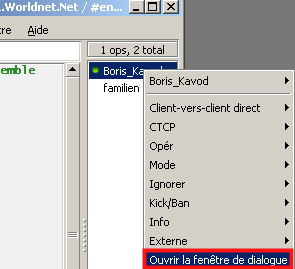 .Worldnet.Net / #en...
tre Aide
1 ops, 2 total
emble
Boris_Kavod
familien
Boris_Kavod
Client-vers-client direct
CTCP
Opér
Mode
Ignorer
Kick/Ban
Info
Externe
Ouvrir la fenêtre de dialogue